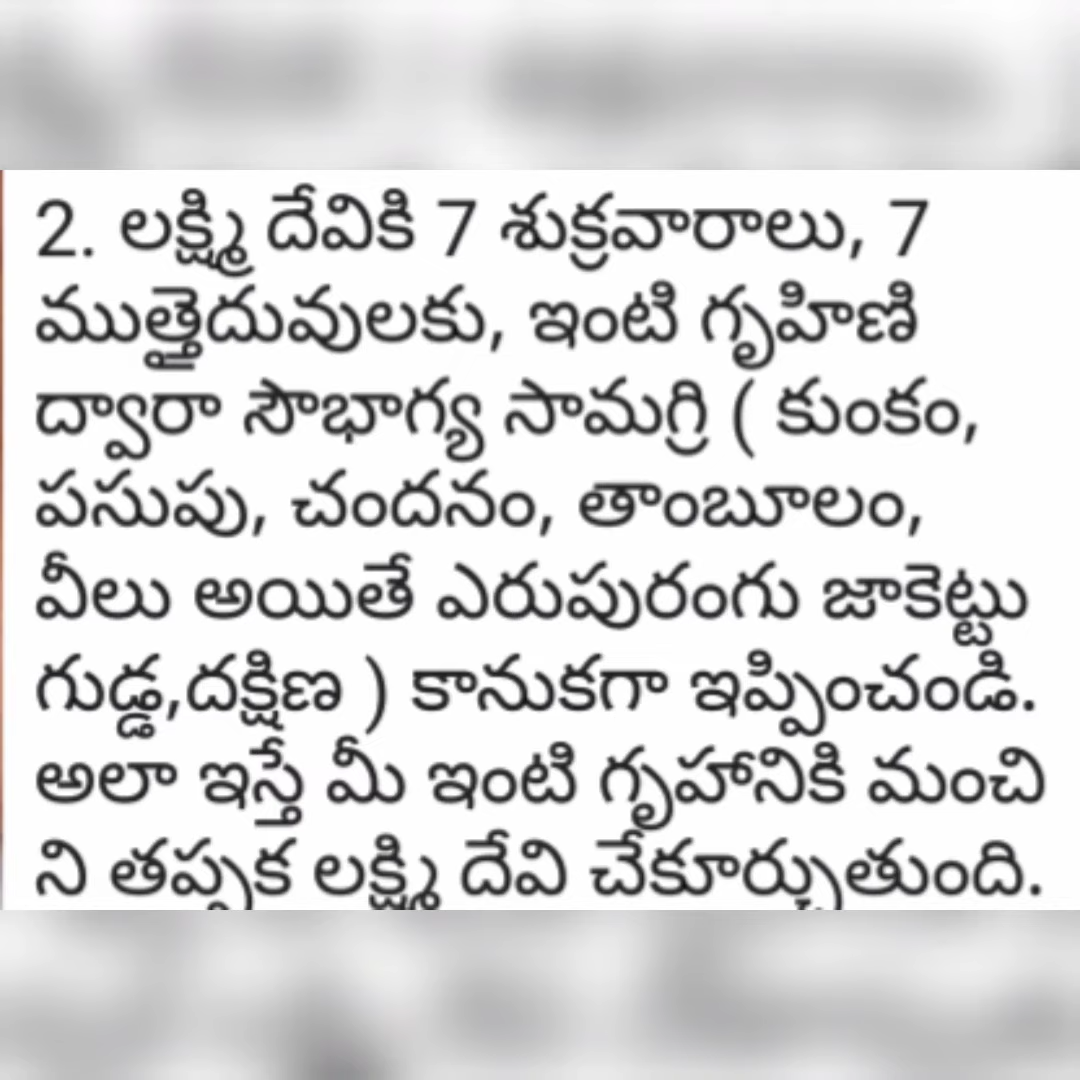 2. లక్ష్మి దేవికి 7 శుక్రవారాలు, 7
ముత్తైదువులకు, ఇంటి గృహిణి
ద్వారా సౌభాగ్య సామగ్రి ( కుంకం,
పసుపు, చందనం, తాంబూలం,
వీలు అయితే ఎరుపురంగు జాకెట్టు
గుడ్డ,దక్షిణ ) కానుకగా ఇప్పించండి.
అలా ఇస్తే మీ ఇంటి గృహానికి మంచి
ని తప్పక లక్ష్మి దేవి చేకూర్చుతుంది.